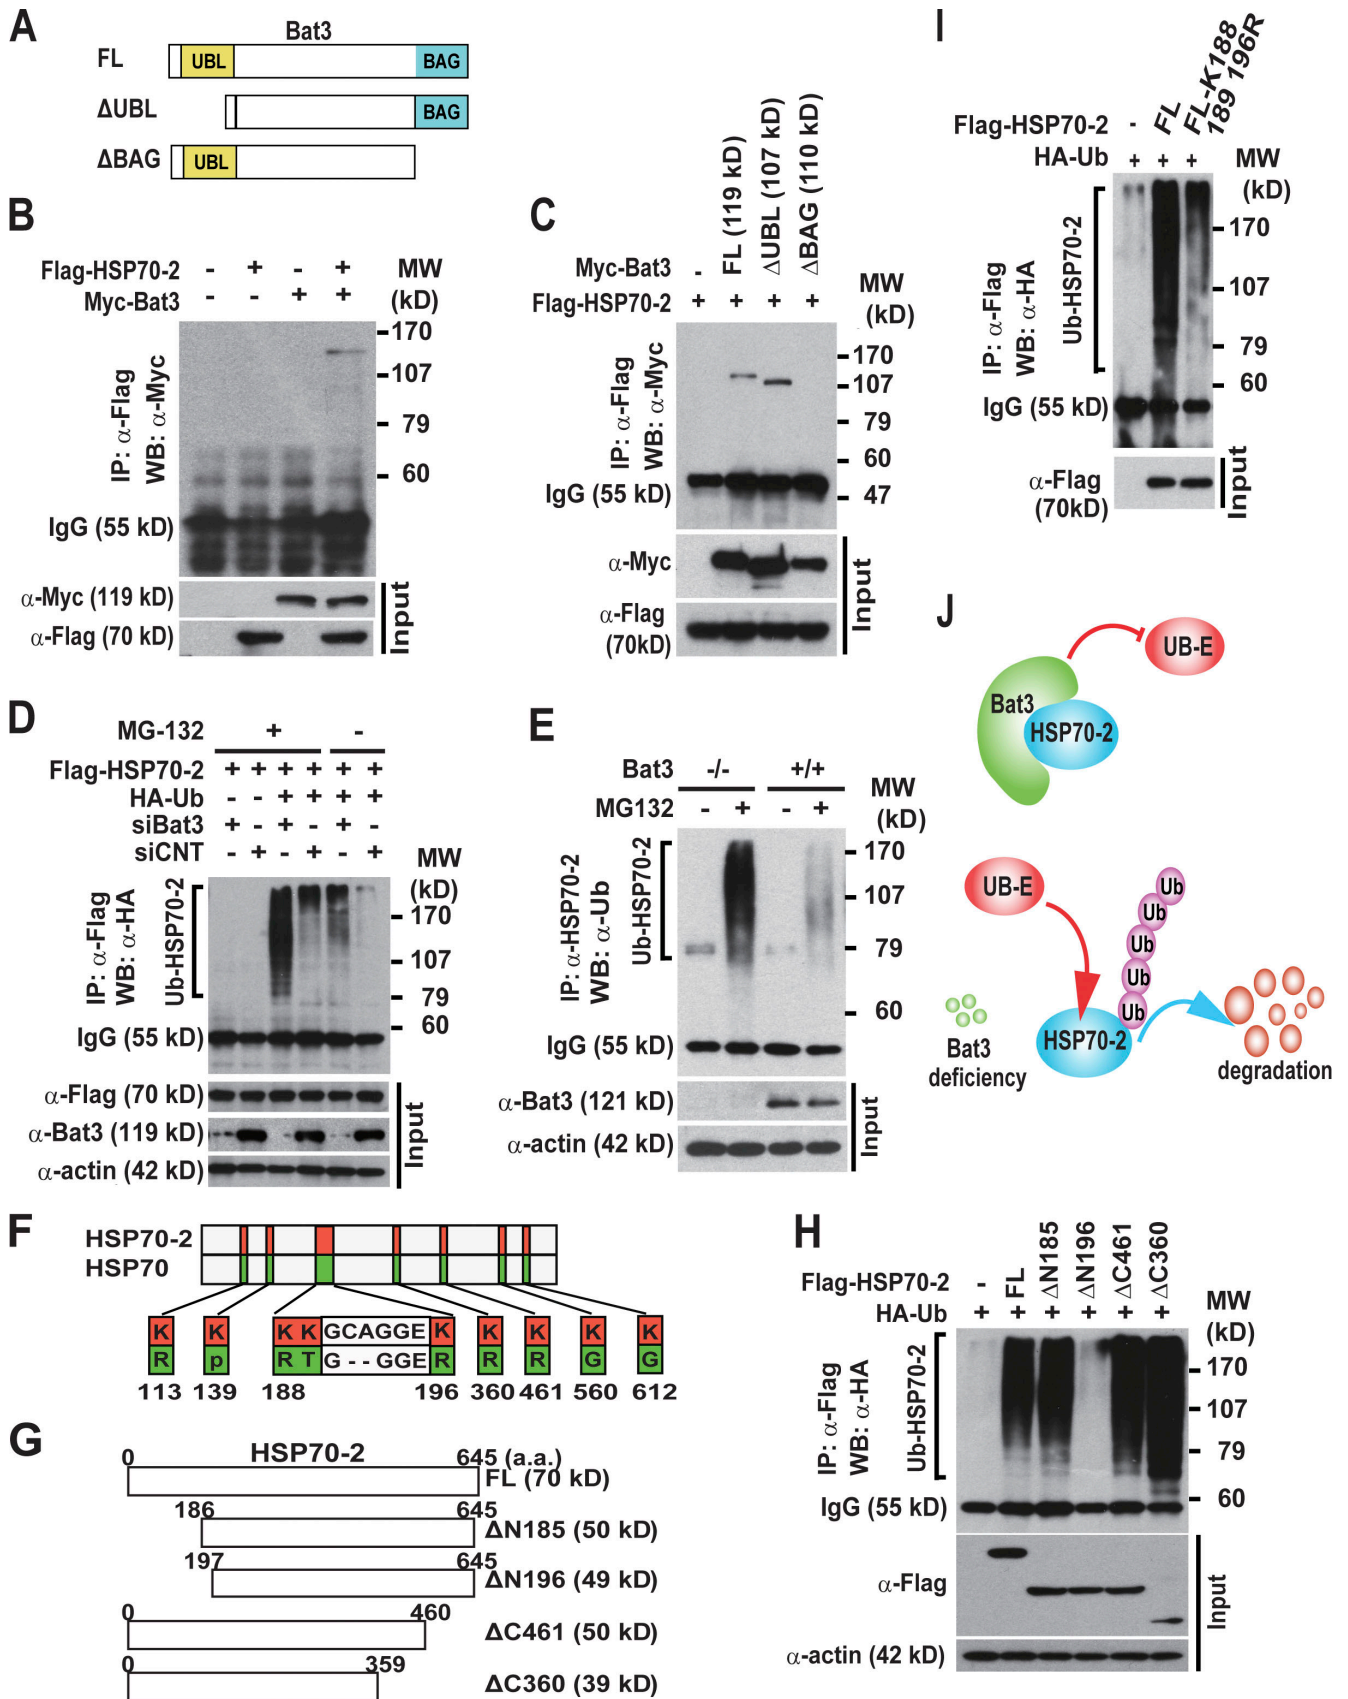 A
Bat3
FL
UBL
BAG
ΔUBL
BAG
ΔBAG
UBL
B
Flag-HSP70-2 - + - + MW
Myc-Bat3 - - + + (kD)
IP: α-Flag
WB: α-Myc
170
107
79
60
IgG (55 kD)
α-Myc (119 kD)
α-Flag (70 kD)
Input
C
Myc-Bat3 - FL (119 kD) ΔUBL (107 kD) ΔBAG (110 kD)
Flag-HSP70-2 + + + +
MW
(kD)
IP: α-Flag
WB: α-Myc
170
107
79
60
47
IgG (55 kD)
α-Myc
α-Flag
(70kD)
Input
D
MG-132 + -
Flag-HSP70-2 + + + + + +
HA-Ub - - + + + +
siBat3 + - + - + -
siCNT - + - + - +
MW
(kD)
IP: α-Flag
WB: α-HA
Ub-HSP70-2
170
107
79
60
IgG (55 kD)
α-Flag (70 kD)
α-Bat3 (119 kD)
α-actin (42 kD)
Input
E
Bat3 -/- +/+
MG132 - + - +
MW
(kD)
IP: α-HSP70-2
WB: α-Ub
Ub-HSP70-2
170
107
79
60
IgG (55 kD)
α-Bat3 (121 kD)
α-actin (42 kD)
Input
F
HSP70-2
HSP70
K K K K GCAGGE K K K K K
R p R T G - - GGE R R R G G
113 139 188 196 360 461 560 612
G
0 HSP70-2 645 (a.a.)
FL (70 kD)
186 645
ΔN185 (50 kD)
197 645
ΔN196 (49 kD)
0 460
ΔC461 (50 kD)
0 359
ΔC360 (39 kD)
H
Flag-HSP70-2 - FL ΔN185 ΔN196 ΔC461 ΔC360
HA-Ub + + + + + +
MW
(kD)
IP: α-Flag
WB: α-HA
Ub-HSP70-2
170
107
79
60
IgG (55 kD)
α-Flag
α-actin (42 kD)
Input
I
Flag-HSP70-2 - FL FL-K188
189 196R
HA-Ub + + +
MW
(kD)
IP: α-Flag
WB: α-HA
Ub-HSP70-2
170
107
79
60
IgG (55 kD)
α-Flag
(70kD)
Input
J
UB-E
Bat3
HSP70-2
UB-E
Ub
Ub
Ub
Ub
Ub
HSP70-2
Bat3
deficiency
degradation